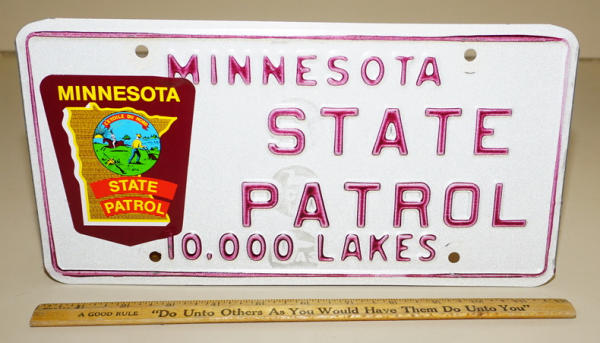 MINNESOTA
STATE
PATROL
10,000 LAKES
MINNESOTA
L'ETOILE DU NORD
STATE
PATROL
A GOOD RULE "Do Unto Others As You Would Have Them Do Unto You"